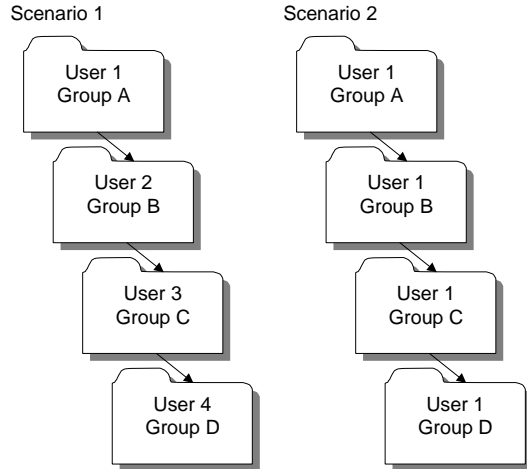 Scenario 1
User 1
Group A
User 2
Group B
User 3
Group C
User 4
Group D
Scenario 2
User 1
Group A
User 1
Group B
User 1
Group C
User 1
Group D